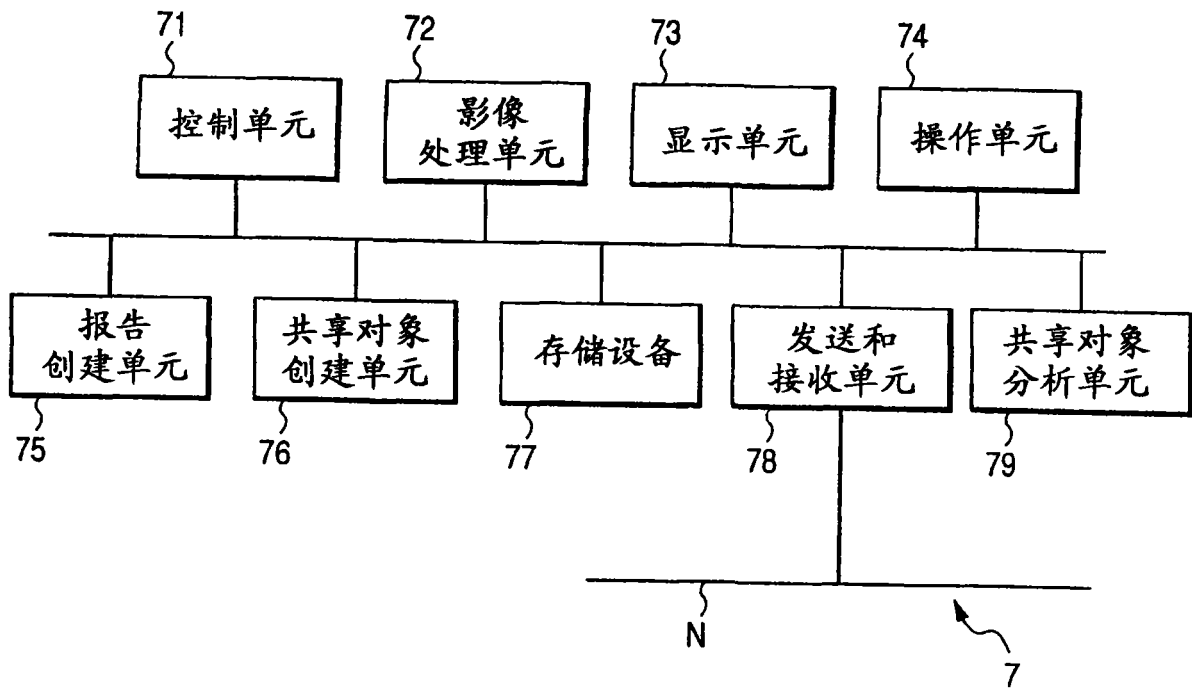 71
72
73
74
控制单元
影像
处理单元
显示单元
操作单元
报告
创建单元
共享对象
创建单元
存储设备
发送和
接收单元
共享对象
分析单元
75
76
77
78
79
N
7